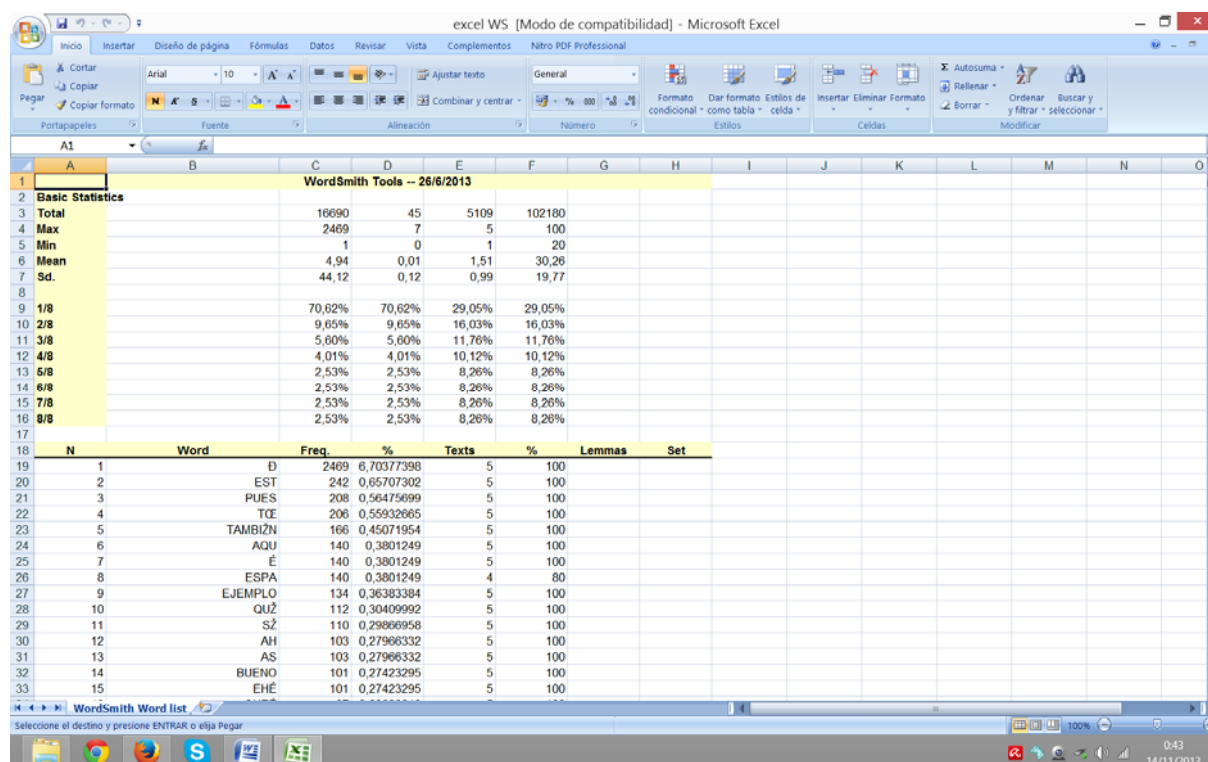 excel WS [Modo de compatibilidad] - Microsoft Excel
Inicio Insertar Diseño de página Fórmulas Datos Revisar Vista Complementos Nitro PDF Professional
Pegar
Cortar
Copiar
Copiar formato
Portapapeles
Arial 10
N K S
Fuente
Ajustar texto
Combinar y centrar
Alineación
General
% 000
Número
Formato condicional
Dar formato como tabla
Estilos de celda
Estilos
Insertar Eliminar Formato
Celdas
Σ Autosuma
Rellenar
Borrar
Ordenar y filtrar
Buscar y seleccionar
Modificar
A1 fx
A B C D E F G H I J K L M N O
1 WordSmith Tools -- 26/6/2013
2 Basic Statistics
3 Total 16690 45 5109 102180
4 Max 2469 7 5 100
5 Min 1 0 1 20
6 Mean 4,94 0,01 1,51 30,26
7 Sd. 44,12 0,12 0,99 19,77
8
9 1/8 70,62% 70,62% 29,05% 29,05%
10 2/8 9,65% 9,65% 16,03% 16,03%
11 3/8 5,60% 5,60% 11,76% 11,76%
12 4/8 4,01% 4,01% 10,12% 10,12%
13 5/8 2,53% 2,53% 8,26% 8,26%
14 6/8 2,53% 2,53% 8,26% 8,26%
15 7/8 2,53% 2,53% 8,26% 8,26%
16 8/8 2,53% 2,53% 8,26% 8,26%
17
18 N Word Freq. % Texts % Lemmas Set
19 1 Ð 2469 6,70377398 5 100
20 2 EST 242 0,65707302 5 100
21 3 PUES 208 0,56475699 5 100
22 4 TŒ 206 0,55932665 5 100
23 5 TAMBIŽN 166 0,45071954 5 100
24 6 AQU 140 0,3801249 5 100
25 7 É 140 0,3801249 5 100
26 8 ESPA 140 0,3801249 4 80
27 9 EJEMPLO 134 0,36383384 5 100
28 10 QUŽ 112 0,30409992 5 100
29 11 SŽ 110 0,29866958 5 100
30 12 AH 103 0,27966332 5 100
31 13 AS 103 0,27966332 5 100
32 14 BUENO 101 0,27423295 5 100
33 15 EHÉ 101 0,27423295 5 100
WordSmith Word list
Seleccione el destino y presione ENTRAR o elija Pegar
100%
0:43
14/11/2013